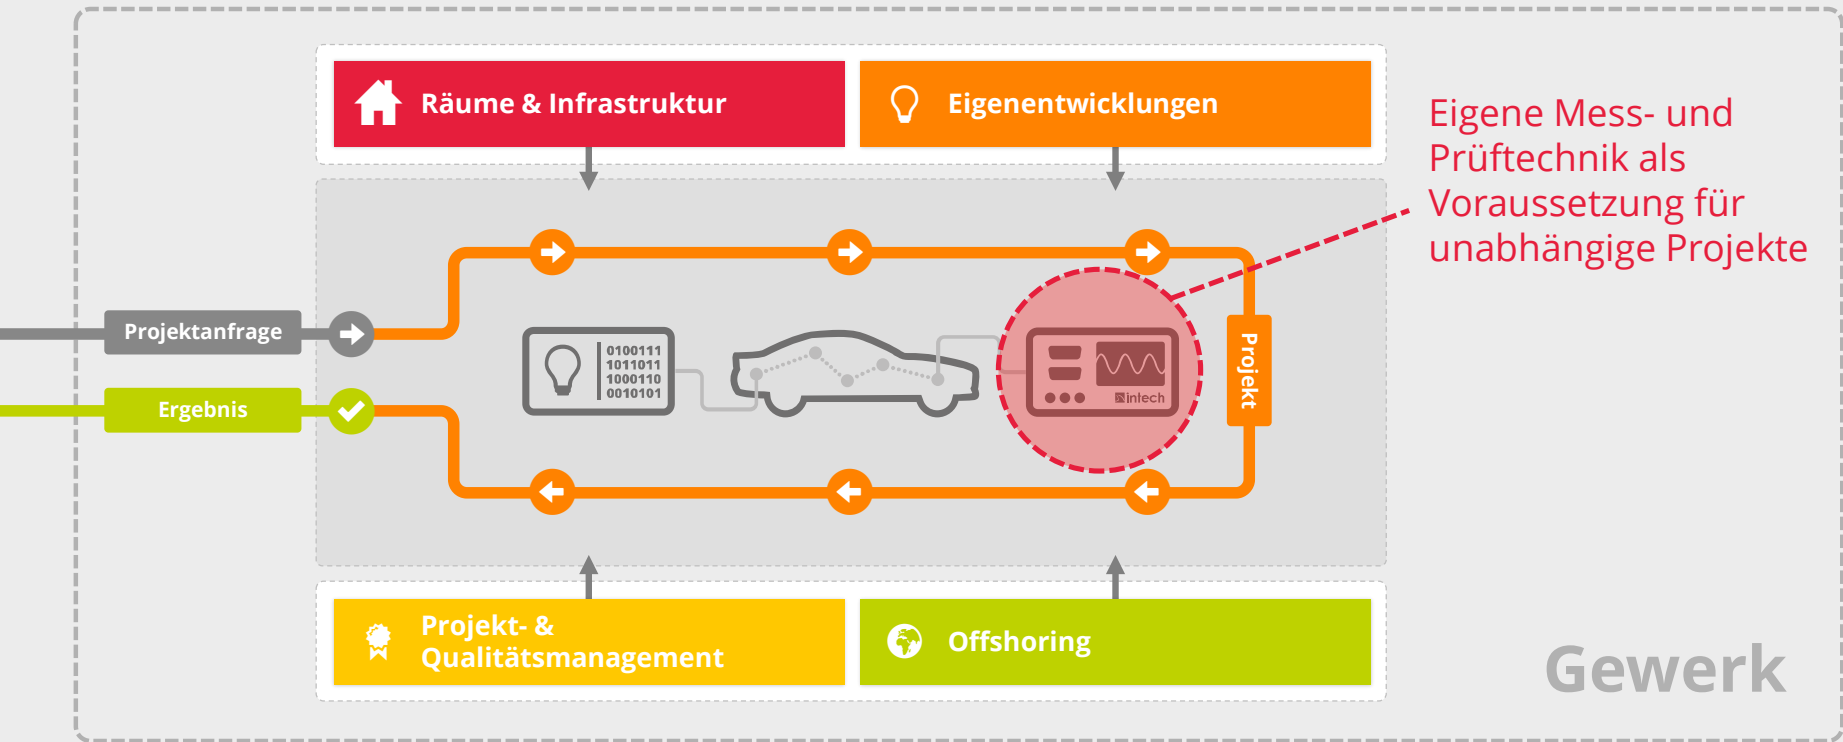 Räume & Infrastruktur
Eigenentwicklungen
Eigene Mess- und
Prüftechnik als
Voraussetzung für
unabhängige Projekte
Projektanfrage
Ergebnis
0100111
1011011
1000110
0010101
intech
Projekt
Projekt- &
Qualitätsmanagement
Offshoring
Gewerk